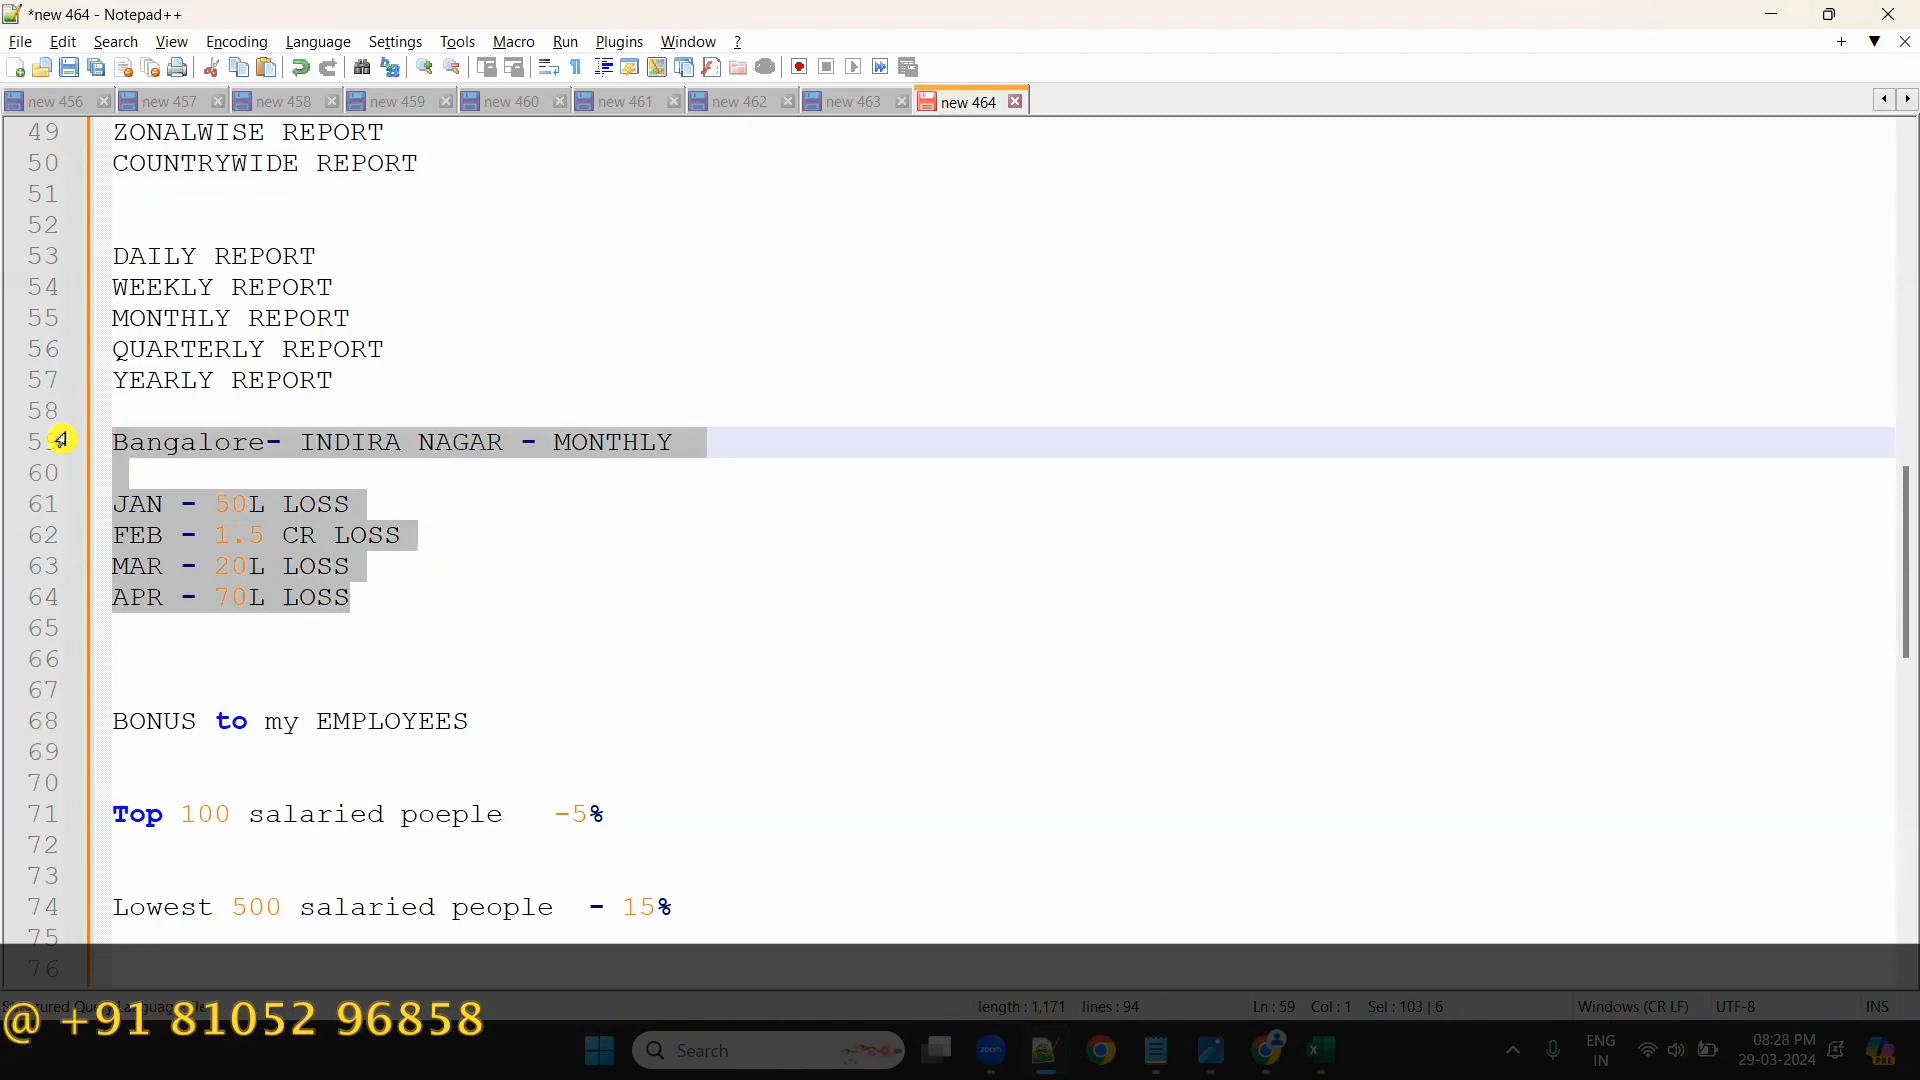 *new 464 - Notepad++
File Edit Search View Encoding Language Settings Tools Macro Run Plugins Window ?
new 456 new 457 new 458 new 459 new 460 new 461 new 462 new 463 new 464
49 ZONALWISE REPORT
50 COUNTRYWIDE REPORT
51
52
53 DAILY REPORT
54 WEEKLY REPORT
55 MONTHLY REPORT
56 QUARTERLY REPORT
57 YEARLY REPORT
58
Bangalore- INDIRA NAGAR - MONTHLY
60
61 JAN - 50L LOSS
62 FEB - 1.5 CR LOSS
63 MAR - 20L LOSS
64 APR - 70L LOSS
65
66
67
68 BONUS to my EMPLOYEES
69
70
71 Top 100 salaried poeple -5%
72
73
74 Lowest 500 salaried people - 15%
75
76
length : 1,171 lines : 94 Ln : 59 Col : 1 Sel : 103 | 6 Windows (CR LF) UTF-8 INS
@ +91 81052 96858
Search
zoom
ENG
IN
08:28 PM
29-03-2024
PRE